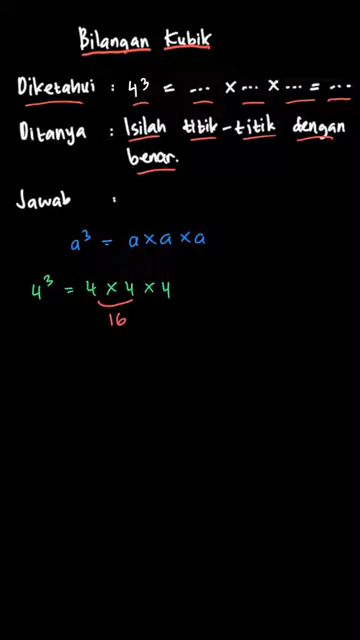 Bilangan Kubik
Diketahui : 4³ = ... × ... × ... = ...
Ditanya : Isilah titik-titik dengan
benar.
Jawab :
a³ = a × a × a
4³ = 4 × 4 × 4
16